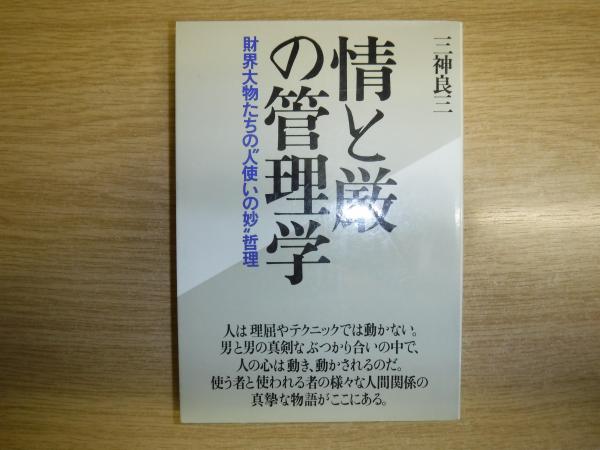 三神良三
情と厳
の管理学
財界大物たちの〝人使いの妙〟哲理
人は理屈やテクニックでは動かない。
男と男の真剣なぶつかり合いの中で、
人の心は動き、動かされるのだ。
使う者と使われる者の様々な人間関係の
真摯な物語がここにある。